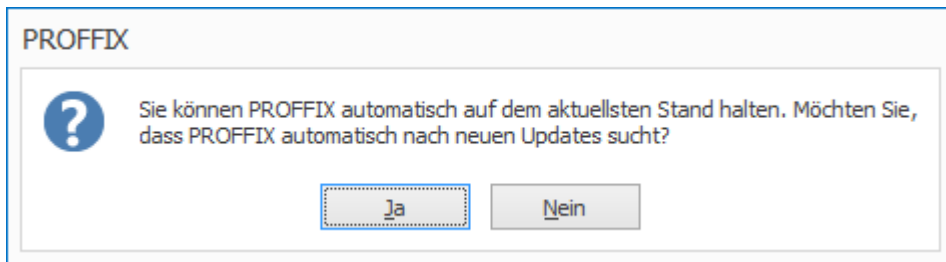 PROFFIX
Sie können PROFFIX automatisch auf dem aktuellsten Stand halten. Möchten Sie,
dass PROFFIX automatisch nach neuen Updates sucht?
Ja
Nein